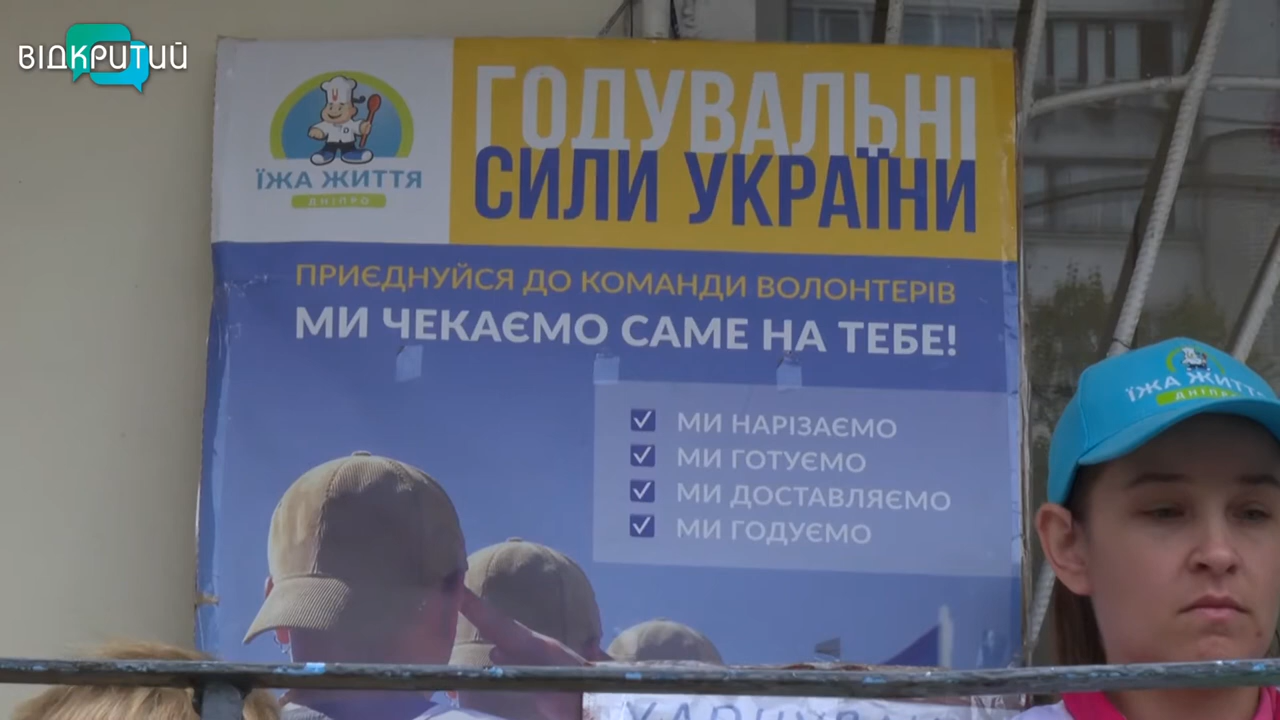 ВІДКРИТИЙ
ГОДУВАЛЬНІ
СИЛИ УКРАЇНИ
ЇЖА ЖИТТЯ
ДНІПРО
ПРИЄДНУЙСЯ ДО КОМАНДИ ВОЛОНТЕРІВ
МИ ЧЕКАЄМО САМЕ НА ТЕБЕ!
МИ НАРІЗАЄМО
МИ ГОТУЄМО
МИ ДОСТАВЛЯЄМО
МИ ГОДУЄМО
ЇЖА ЖИТТЯ
ДНІПРО